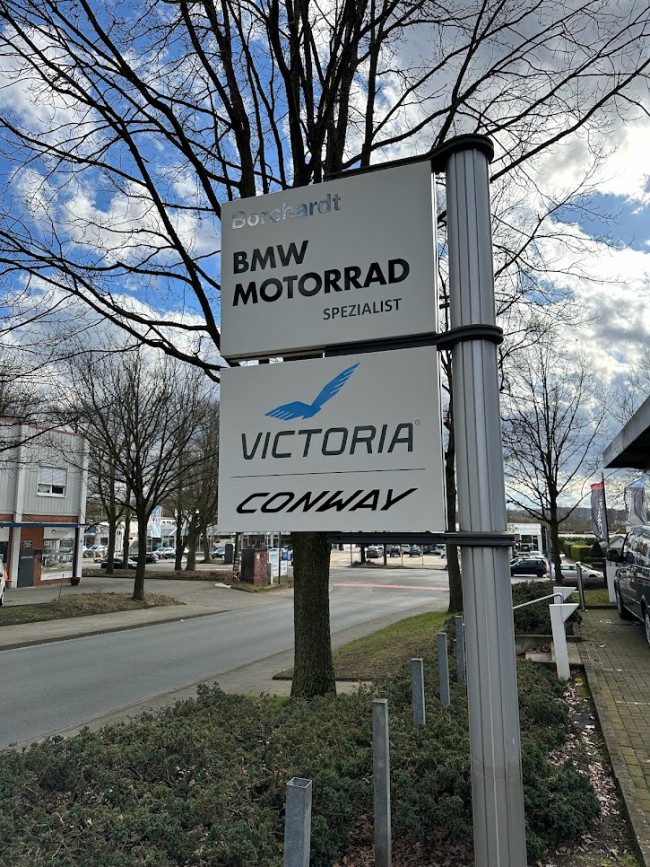 Borchardt
BMW
MOTORRAD
SPEZIALIST
VICTORIA
CONWAY